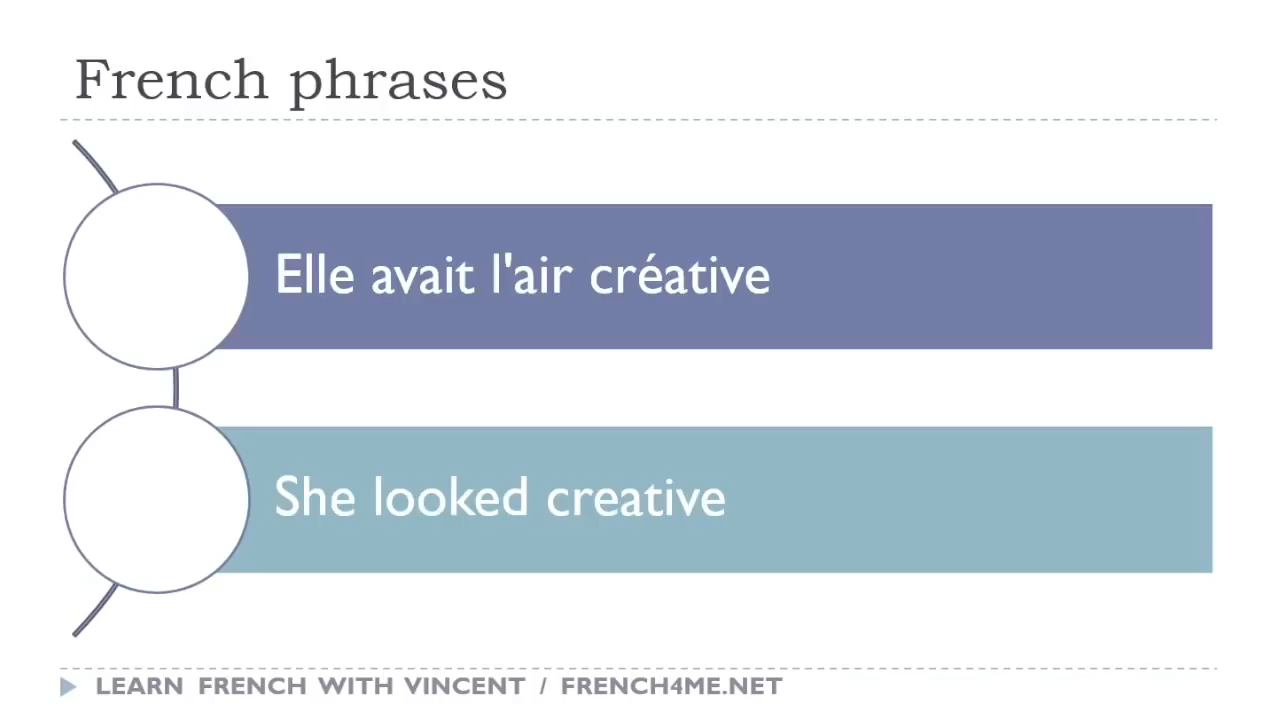 French phrases
Elle avait l'air créative
She looked creative
LEARN FRENCH WITH VINCENT / FRENCH4ME.NET